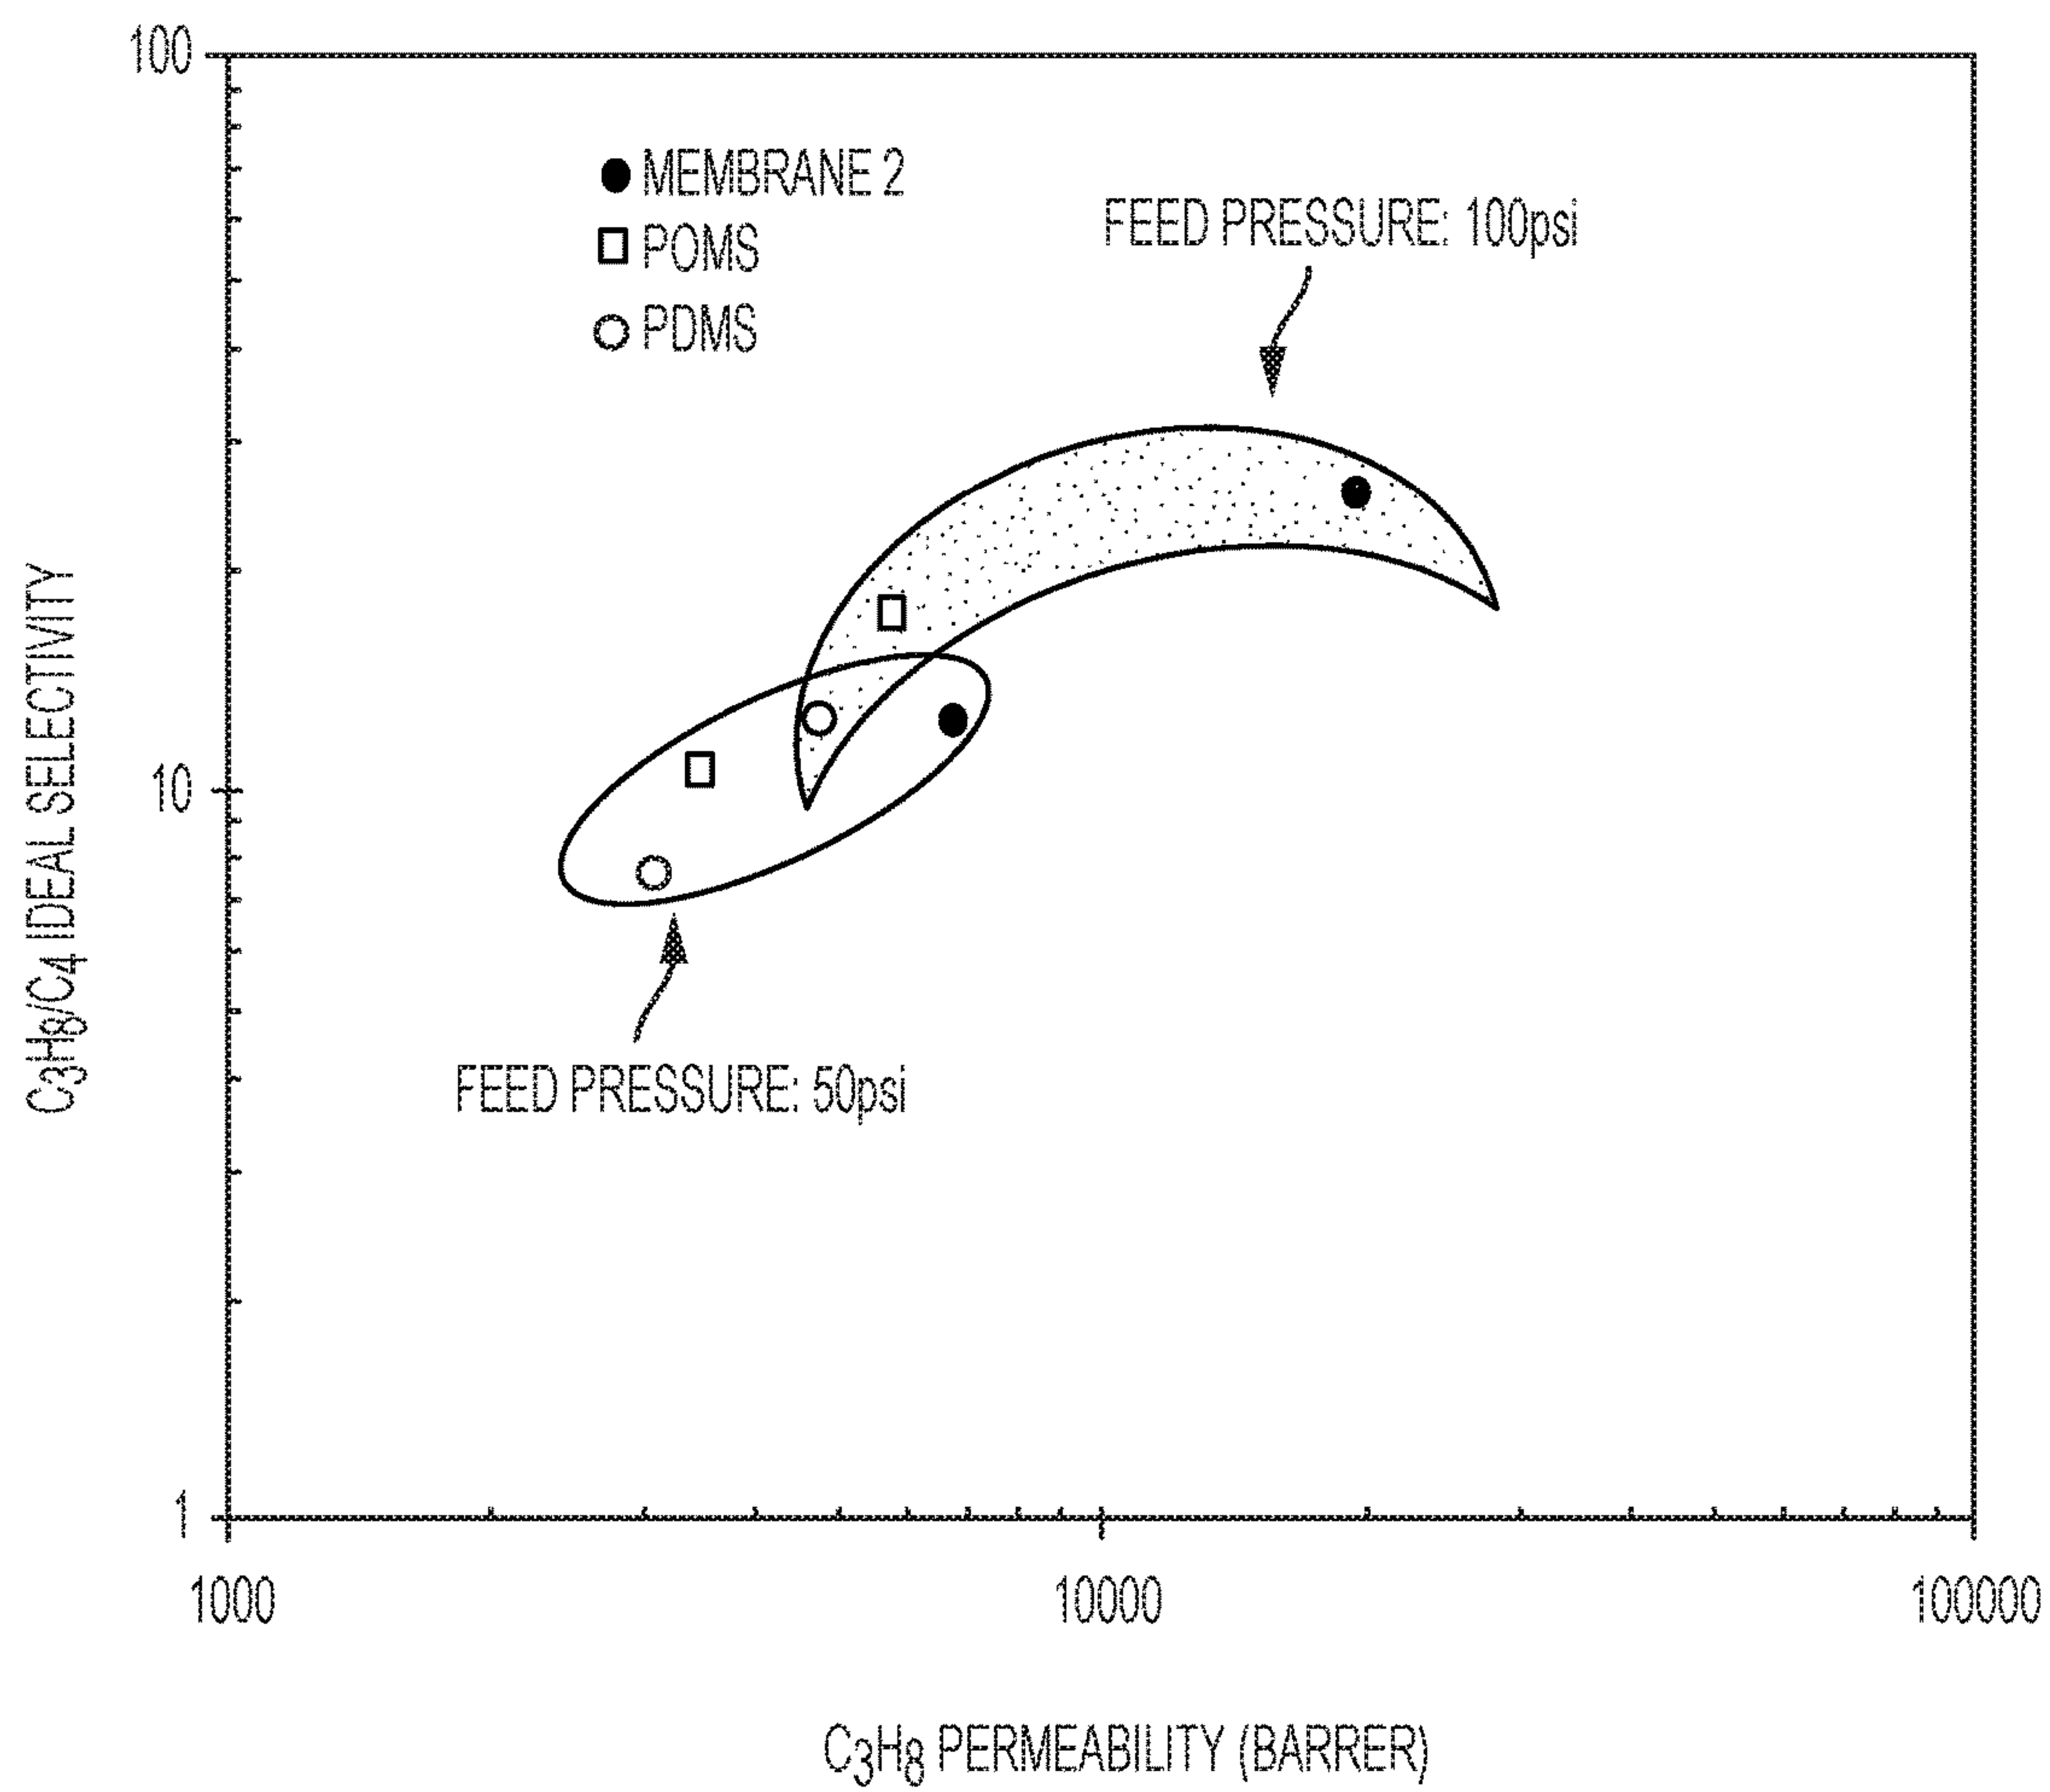 100
MEMBRANE 2
POMS
PDMS
FEED PRESSURE: 100psi
10
C3H8/C4 IDEAL SELECTIVITY
FEED PRESSURE: 50psi
1
1000
10000
100000
C3H8 PERMEABILITY (BARRER)